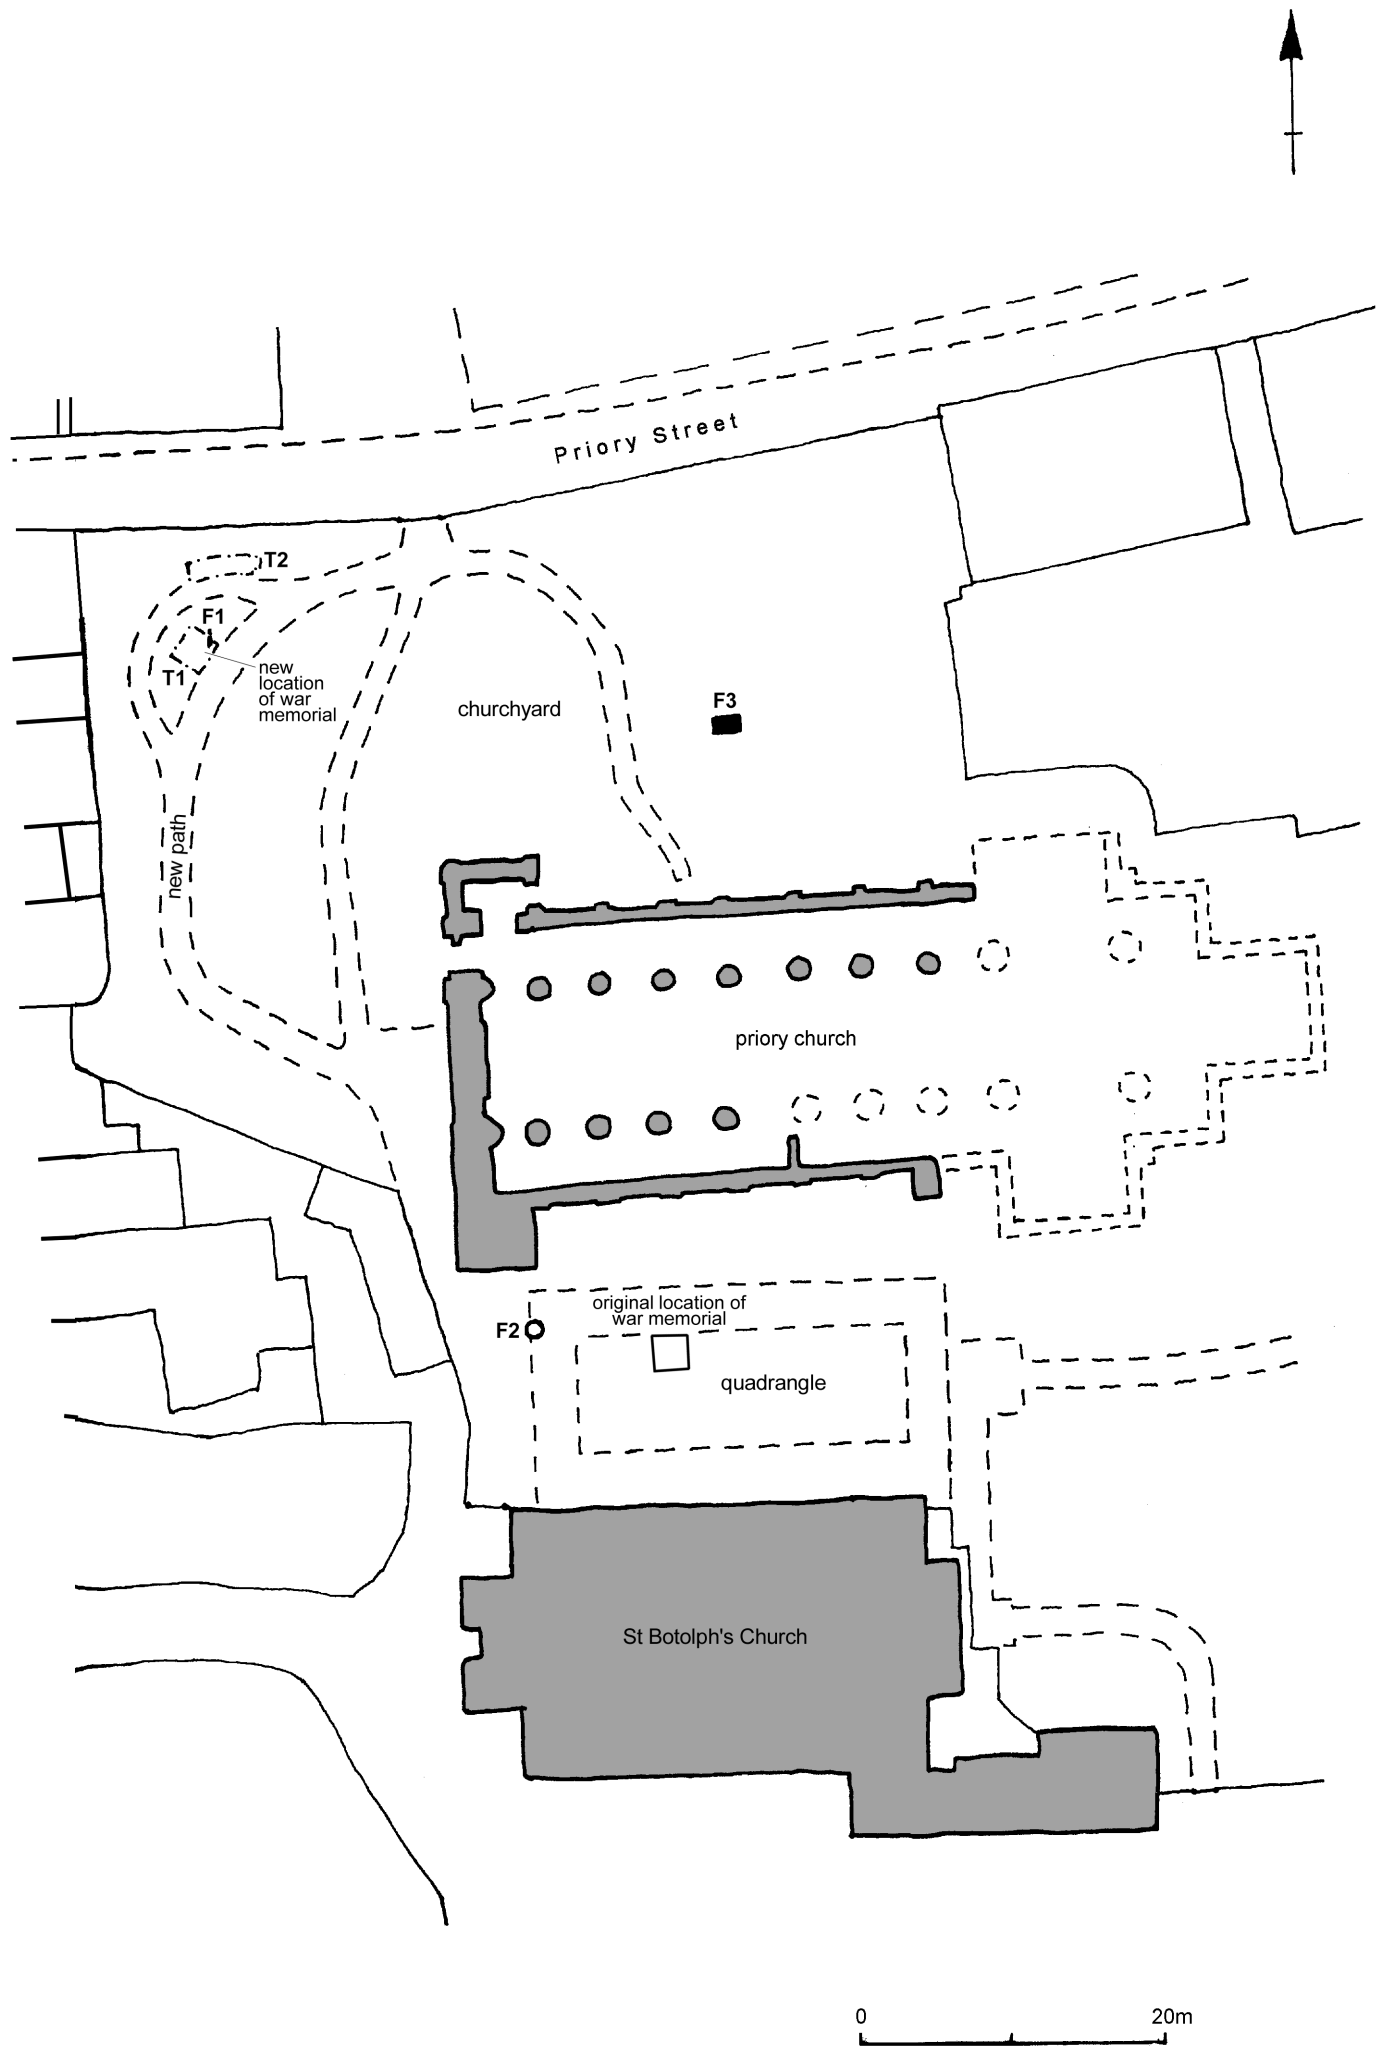 Priory Street
T2
F1
T1
new
location
of war
memorial
churchyard
F3
new path
priory church
original location of
war memorial
F2
quadrangle
St Botolph's Church
0
20m